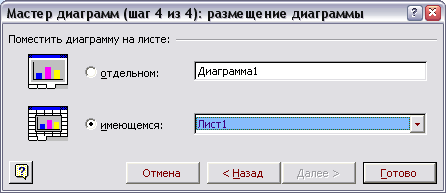 Мастер диаграмм (шаг 4 из 4): размещение диаграммы
Поместить диаграмму на листе:
отдельном: Диаграмма1
имеющемся: Лист1
? Отмена < Назад Далее > Готово